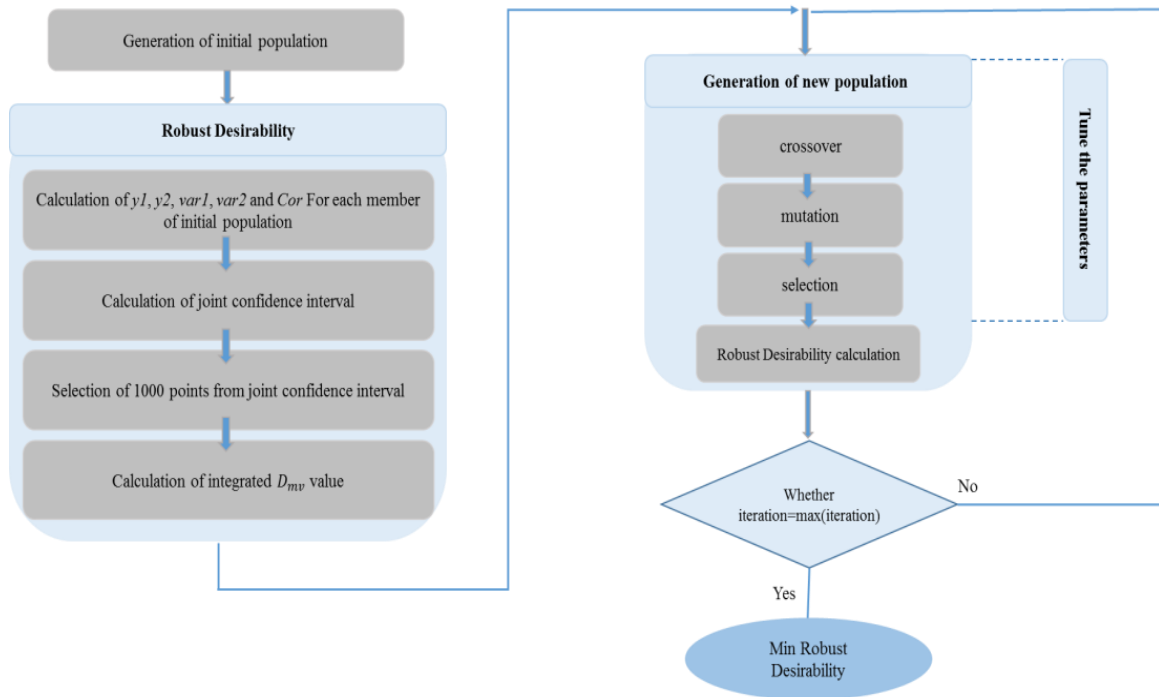 Generation of initial population
Robust Desirability
Calculation of y1, y2, var1, var2 and Cor For each member
of initial population
Calculation of joint confidence interval
Selection of 1000 points from joint confidence interval
Calculation of integrated D_{mv} value
Generation of new population
crossover
mutation
selection
Robust Desirability calculation
Tune the parameters
Whether
iteration=max(iteration)
No
Yes
Min Robust
Desirability